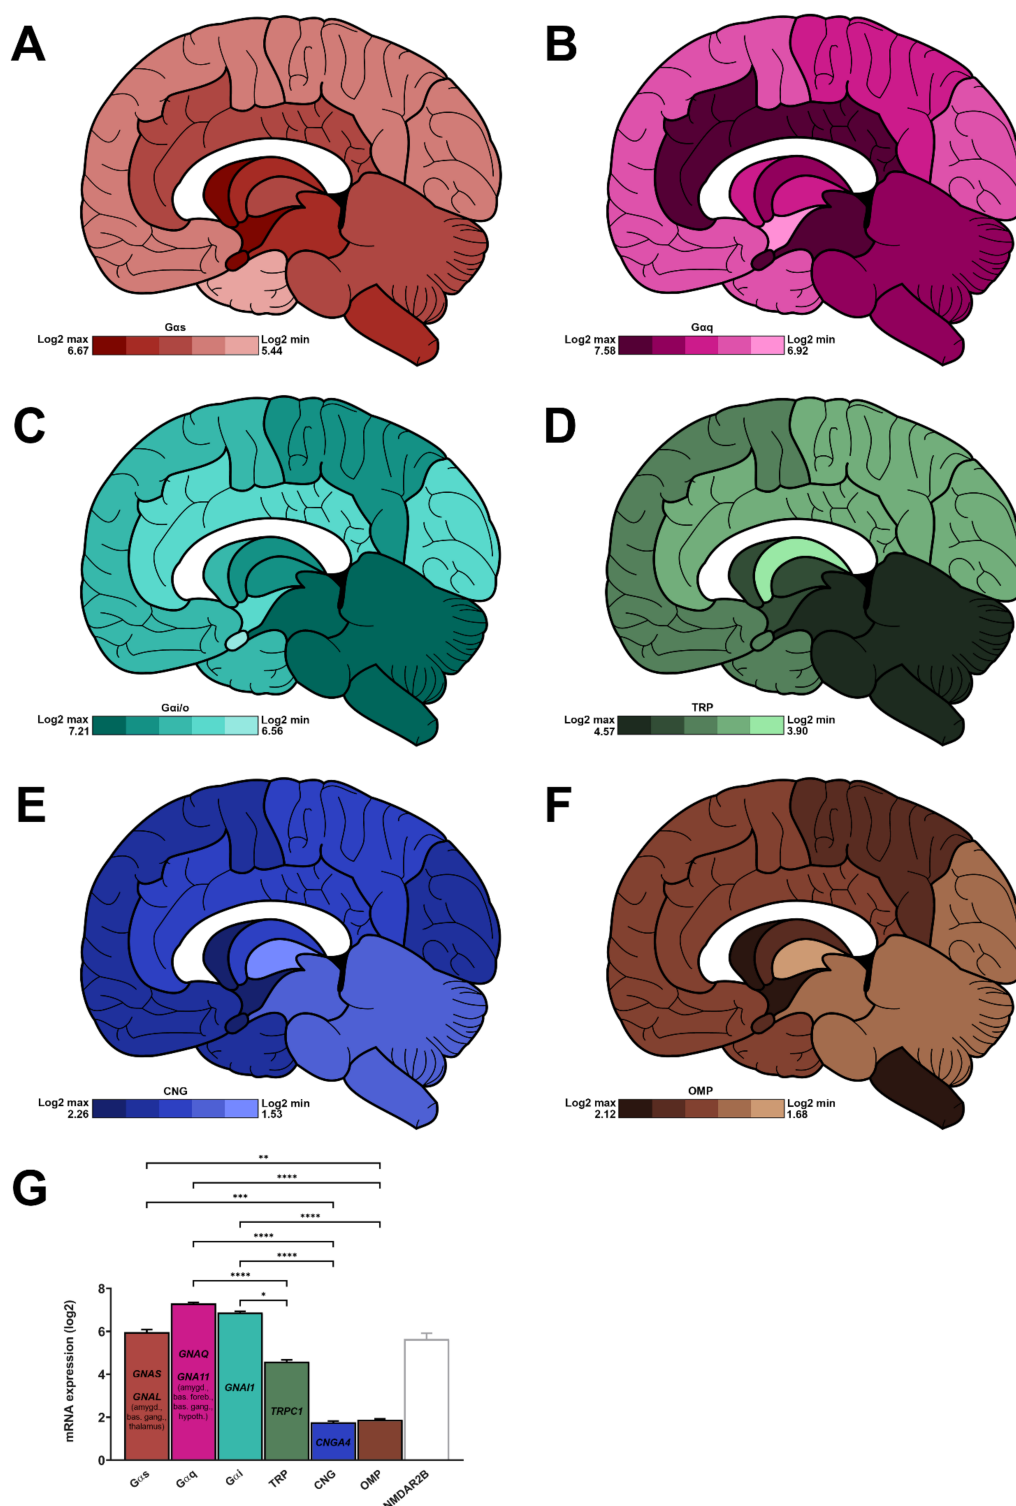 A
B
Gαs
Log2 max
Log2 min
6.67
5.44
Gαq
Log2 max
Log2 min
7.58
6.92
C
D
Gαi/o
Log2 max
Log2 min
7.21
6.56
TRP
Log2 max
Log2 min
4.57
3.90
E
F
CNG
Log2 max
Log2 min
2.26
1.53
OMP
Log2 max
Log2 min
2.12
1.68
G
**
****
***
****
****
****
****
*
mRNA expression (log2)
8
6
4
2
0
GNAS
GNAL
(amygd.,
bas. gang.,
thalamus)
GNAQ
GNA11
(amygd.,
bas. foreb.,
bas. gang.,
hypoth.)
GNAI1
TRPC1
CNGA4
Gαs
Gαq
Gαi
TRP
CNG
OMP
NMDAR2B